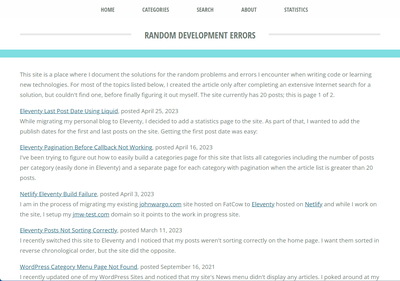 HOME CATEGORIES SEARCH ABOUT STATISTICS
RANDOM DEVELOPMENT ERRORS
This site is a place where I document the solutions for the random problems and errors I encounter when writing code or learning
new technologies. For most of the topics listed below, I created the article only after completing an extensive Internet search for a
solution, but couldn't find one, before finally figuring it out myself. The site currently has 20 posts; this is page 1 of 2.
Eleventy Last Post Date Using Liquid, posted April 25, 2023
While migrating my personal blog to Eleventy, I decided to add a statistics page to the site. As part of that, I wanted to add the
publish dates for the first and last posts on the site. Getting the first post date was easy:
Eleventy Pagination Before Callback Not Working, posted April 16, 2023
I've been trying to figure out how to easily build a categories page for this site that lists all categories including the number of posts
per category (easily done in Eleventy) and a separate page for each category with pagination when the article list is greater than 20
posts.
Netlify Eleventy Build Failure, posted April 3, 2023
I am in the process of migrating my existing johnwargo.com site hosted on FatCow to Eleventy hosted on Netlify and while I work on
the site, I setup my jmw-test.com domain so it points to the work in progress site.
Eleventy Posts Not Sorting Correctly, posted March 11, 2023
I recently switched this site to Eleventy and I noticed that my posts weren't sorting correctly on the home page. I want them sorted in
reverse chronological order, but the site did the opposite.
WordPress Category Menu Page Not Found, posted September 16, 2021
I recently updated one of my WordPress Sites and noticed that my site's News menu didn't display any articles. I poked around at my